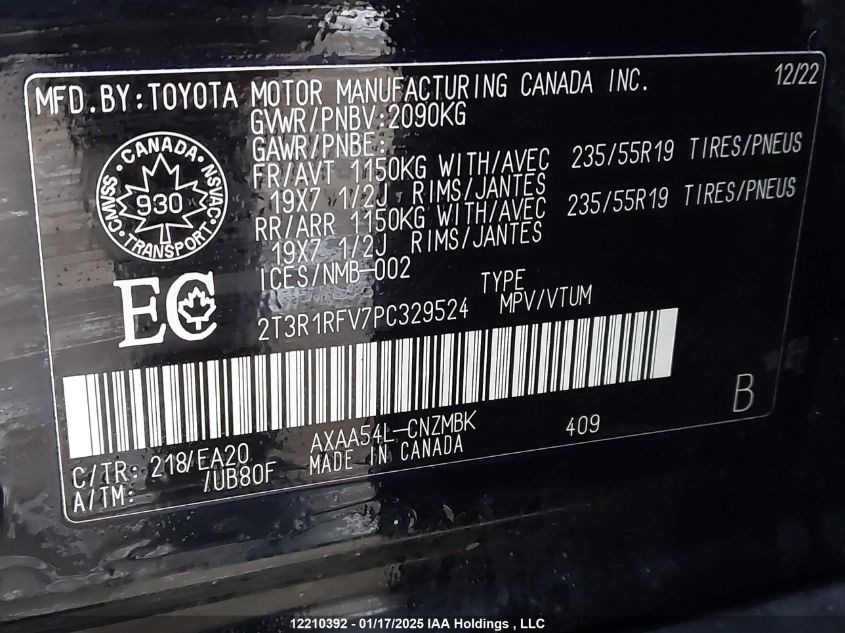 MFD.BY:TOYOTA MOTOR MANUFACTURING CANADA INC. 12/22
GVWR/PNBV:2090KG
GAWR/PNBE:
FR/AVT 1150KG WITH/AVEC 235/55R19 TIRES/PNEUS
19X7 1/2J RIMS/JANTES
RR/ARR 1150KG WITH/AVEC 235/55R19 TIRES/PNEUS
19X7 1/2J RIMS/JANTES
ICES/NMB-002
CANADA
CMVSS
NSVAC
930
TRANSPORT
EC
TYPE
2T3R1RFV7PC329524 MPV/VTUM
B
AXAA54L-CNZMBK 409
C/TR: 218/EA20 MADE IN CANADA
A/TM: /UB80F
12210392 - 01/17/2025 IAA Holdings , LLC